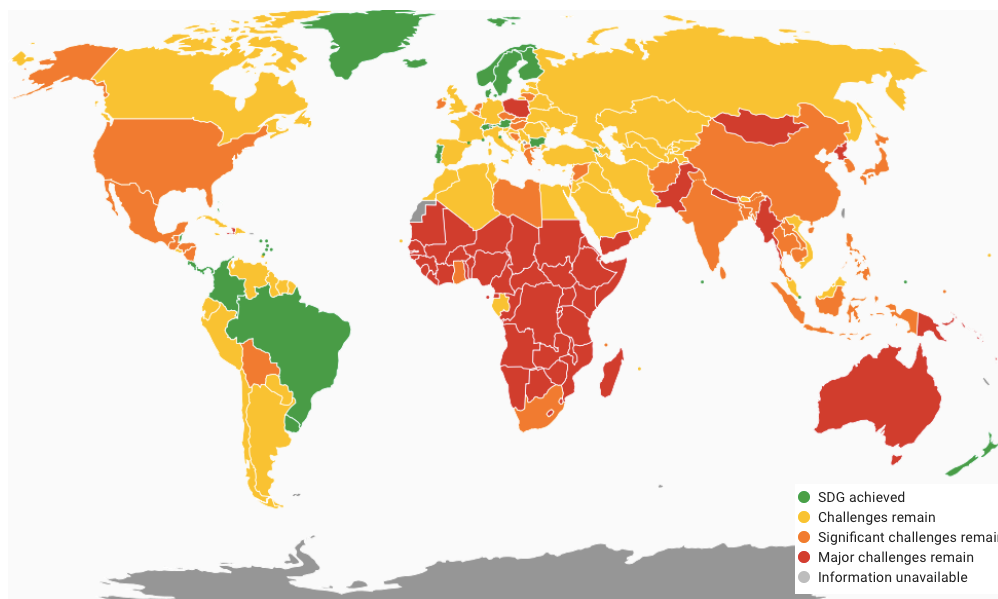 SDG achieved
Challenges remain
Significant challenges remai
Major challenges remain
Information unavailable